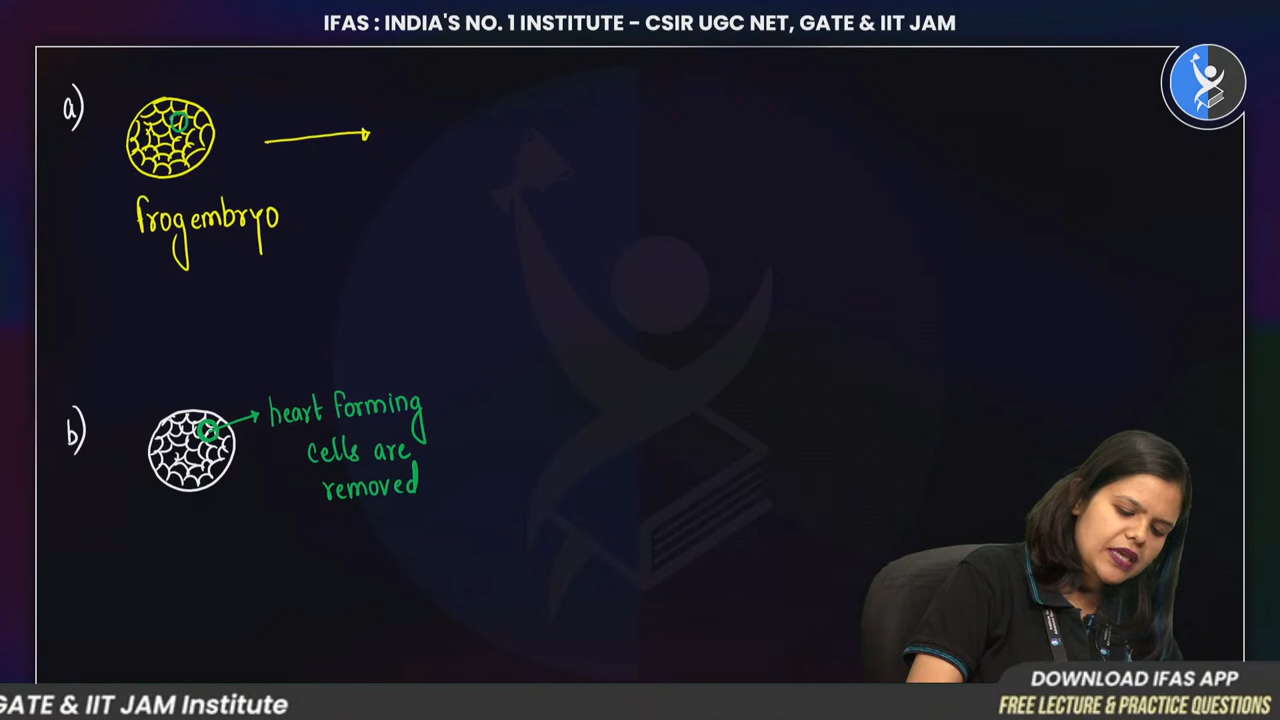 IFAS : INDIA'S NO. 1 INSTITUTE - CSIR UGC NET, GATE & IIT JAM
a)
frog embryo
b)
heart forming
cells are
removed
DOWNLOAD IFAS APP
FREE LECTURE & PRACTICE QUESTIONS
GATE & IIT JAM Institute